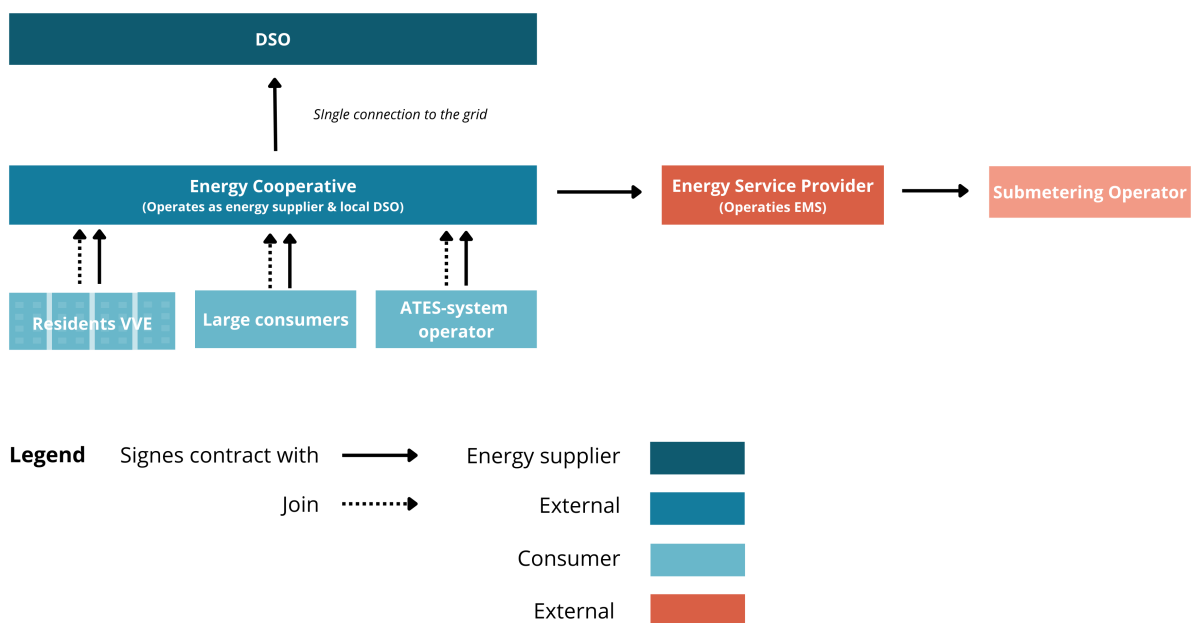 DSO
SIngle connection to the grid
Energy Cooperative
(Operates as energy supplier & local DSO)
Energy Service Provider
(Operaties EMS)
Submetering Operator
Residents VVE
Large consumers
ATES-system
operator
Legend
Signes contract with
Energy supplier
Join
External
Consumer
External